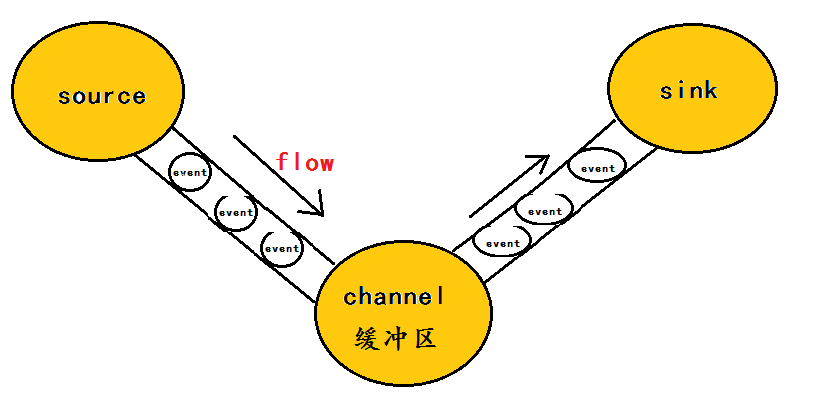 source
sink
flow
event
event
event
event
event
event
channel
缓冲区